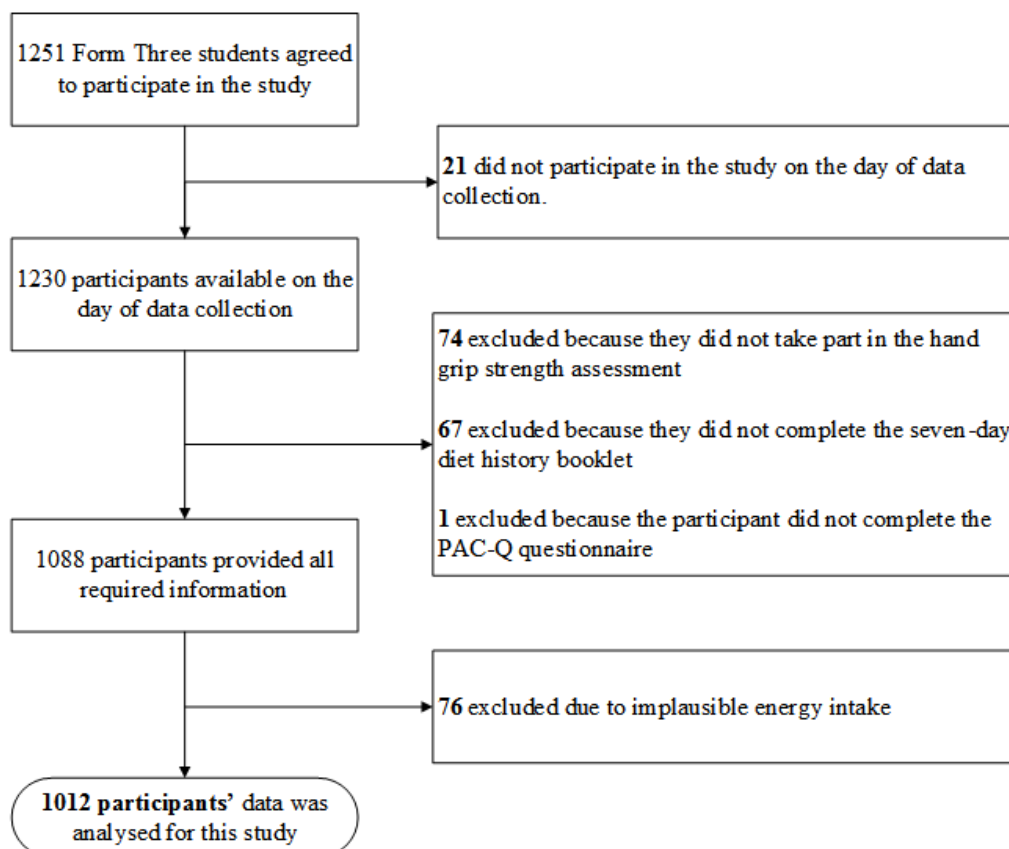 1251 Form Three students agreed
to participate in the study
21 did not participate in the study on the day of data
collection.
1230 participants available on the
day of data collection
74 excluded because they did not take part in the hand
grip strength assessment
67 excluded because they did not complete the seven-day
diet history booklet
1 excluded because the participant did not complete the
PAC-Q questionnaire
1088 participants provided all
required information
76 excluded due to implausible energy intake
1012 participants’ data was
analysed for this study